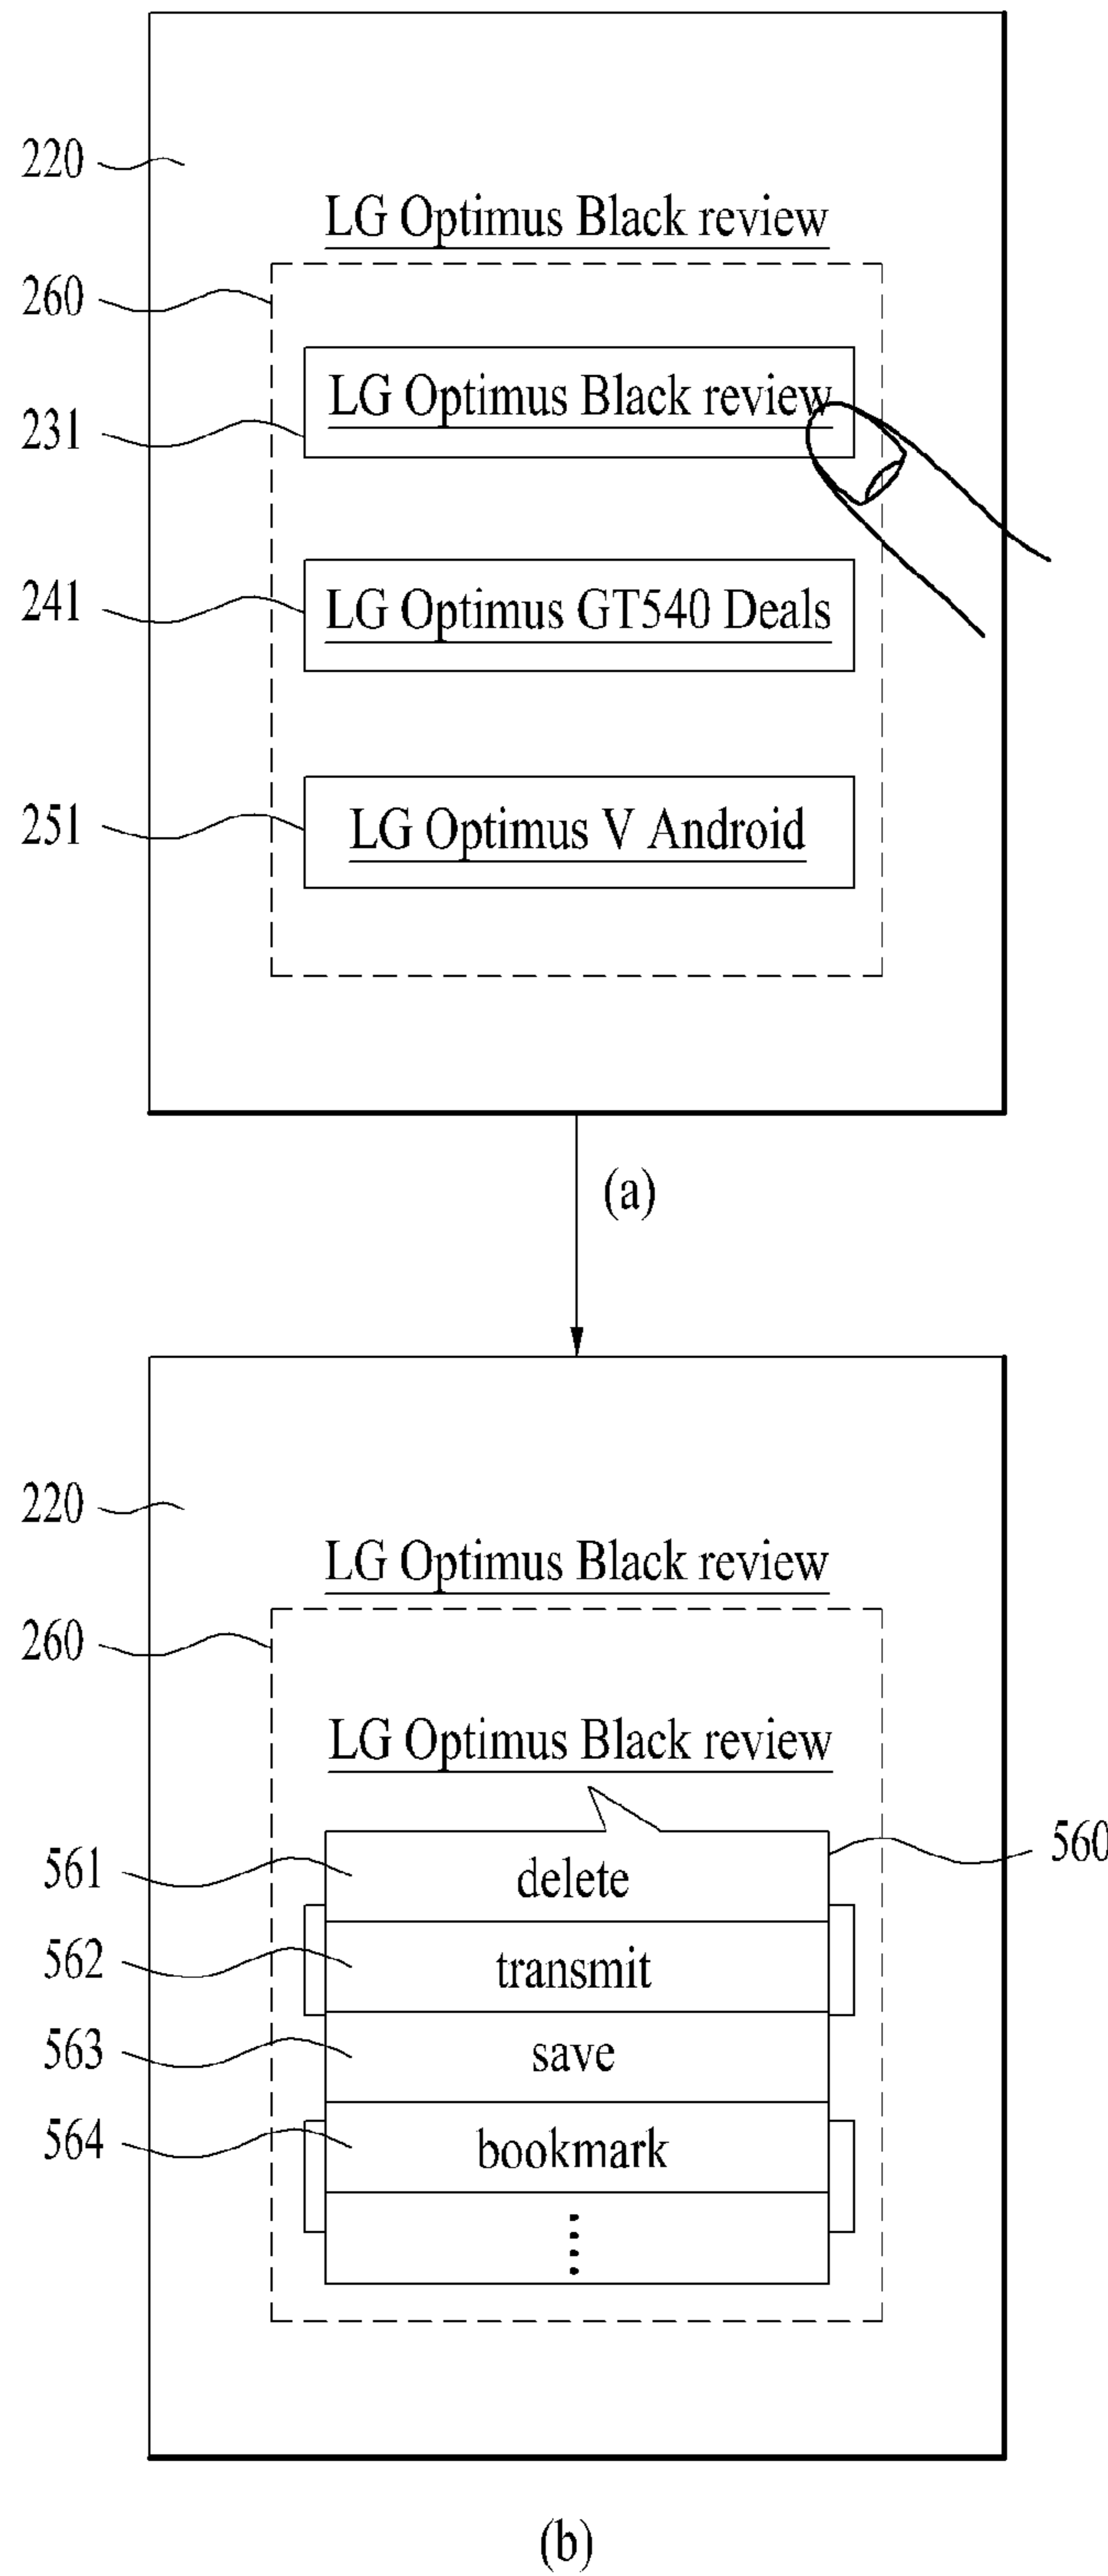 220
LG Optimus Black review
260
LG Optimus Black review
231
241
LG Optimus GT540 Deals
251
LG Optimus V Android
(a)
220
LG Optimus Black review
260
LG Optimus Black review
560
561
delete
562
transmit
563
save
564
bookmark
(b)